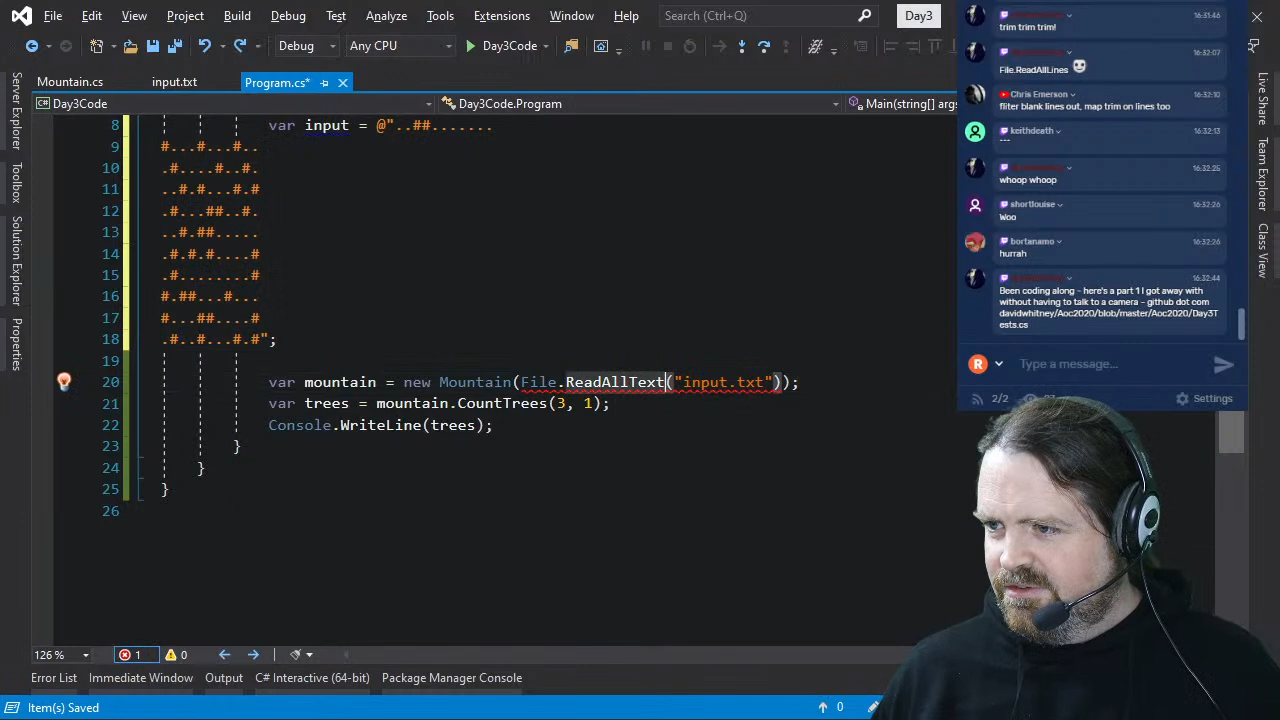 File Edit View Git Project Build Debug Test Analyze Tools Extensions Window Help Search (Ctrl+Q) Day3
Debug Any CPU Day3Code
Mountain.cs input.txt Program.cs*
Day3Code Day3Code.Program Main(string[] args
Server Explorer
Toolbox
Solution Explorer
Properties
8 var input = @"..##.......
9 #...#...#..
10 .#....#..#.
11 ..#.#...#.#
12 .#...##..#.
13 ..#.##.....
14 .#.#.#....#
15 .#........#
16 #.##...#...
17 #...##....#
18 .#..#...#.#";
19
20 var mountain = new Mountain(File.ReadAllText("input.txt"));
21 var trees = mountain.CountTrees(3, 1);
22 Console.WriteLine(trees);
23 }
24 }
25 }
26
16:31:46
trim trim trim!
16:32:07
File.ReadAllLines
Chris Emerson 16:32:10
filter blank lines out, map trim on lines too
keithdeath 16:32:13
---
16:32:25
whoop whoop
shortlouise 16:32:26
Woo
bortanamo 16:32:26
hurrah
16:32:44
Been coding along - here's a part 1 I got away with
without having to talk to a camera - github dot com
davidwhitney/Aoc2020/blob/master/Aoc2020/Day3T
ests.cs
R Type a message...
2/2 Settings
Live Share
Team Explorer
Class View
126 % 1 0
Error List Immediate Window Output C# Interactive (64-bit) Package Manager Console
Item(s) Saved 0